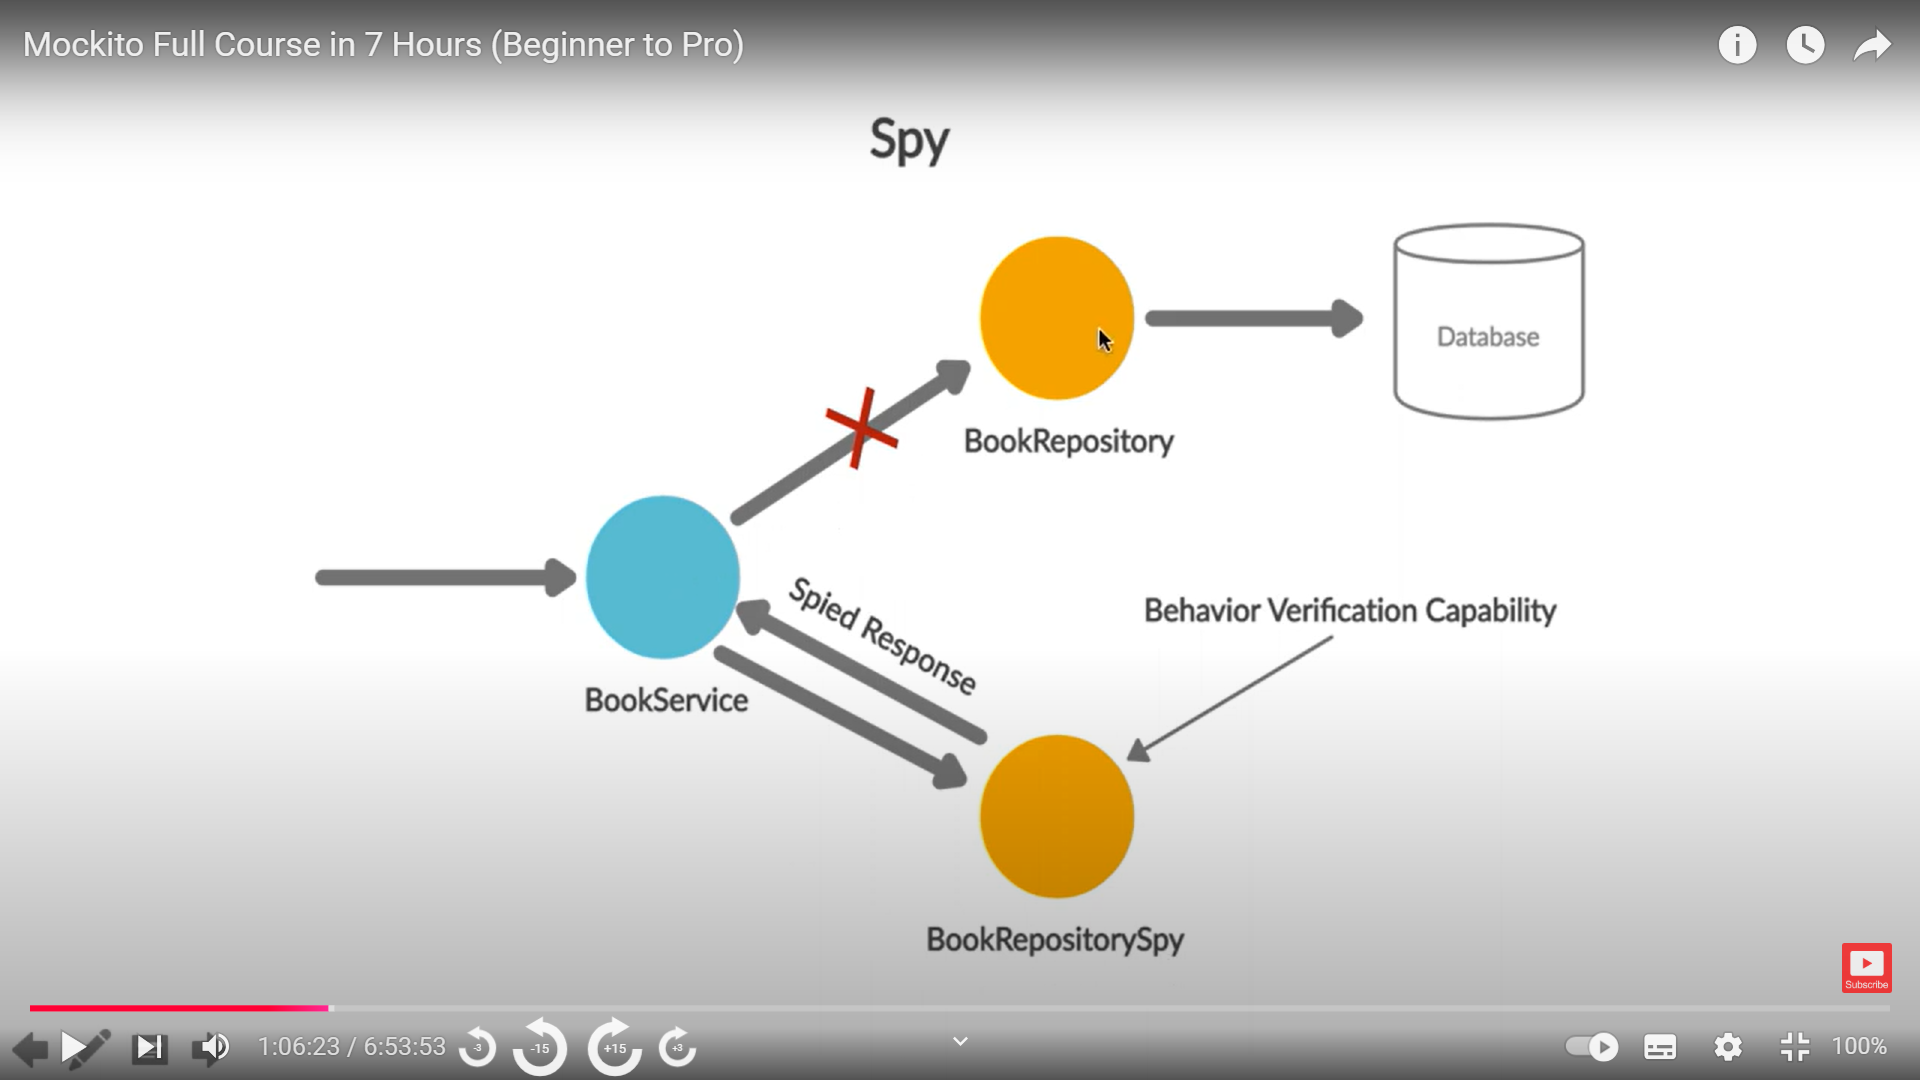 Mockito Full Course in 7 Hours (Beginner to Pro)
Spy
Database
BookRepository
Spied Response
Behavior Verification Capability
BookService
BookRepositorySpy
Subscribe
1:06:23 / 6:53:53
-3
-15
+15
+3
100%